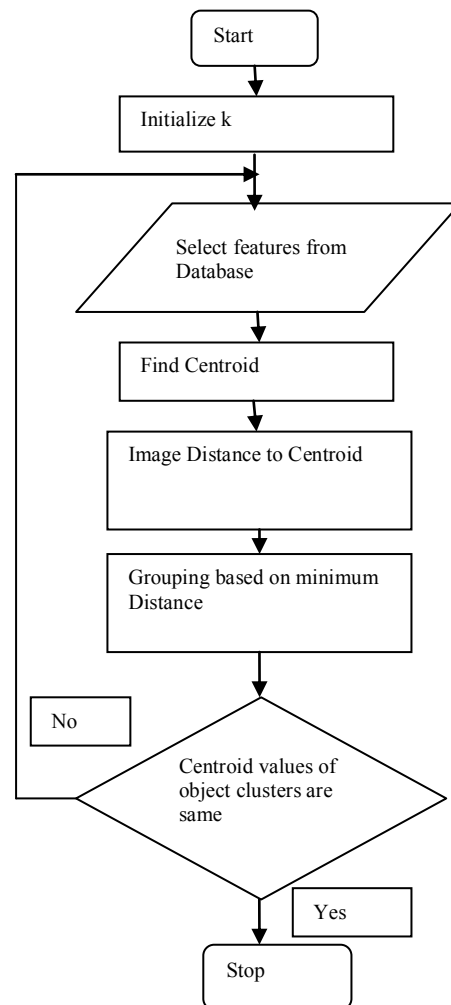 Start
Initialize k
Select features from
Database
Find Centroid
Image Distance to Centroid
Grouping based on minimum
Distance
No
Centroid values of
object clusters are
same
Yes
Stop